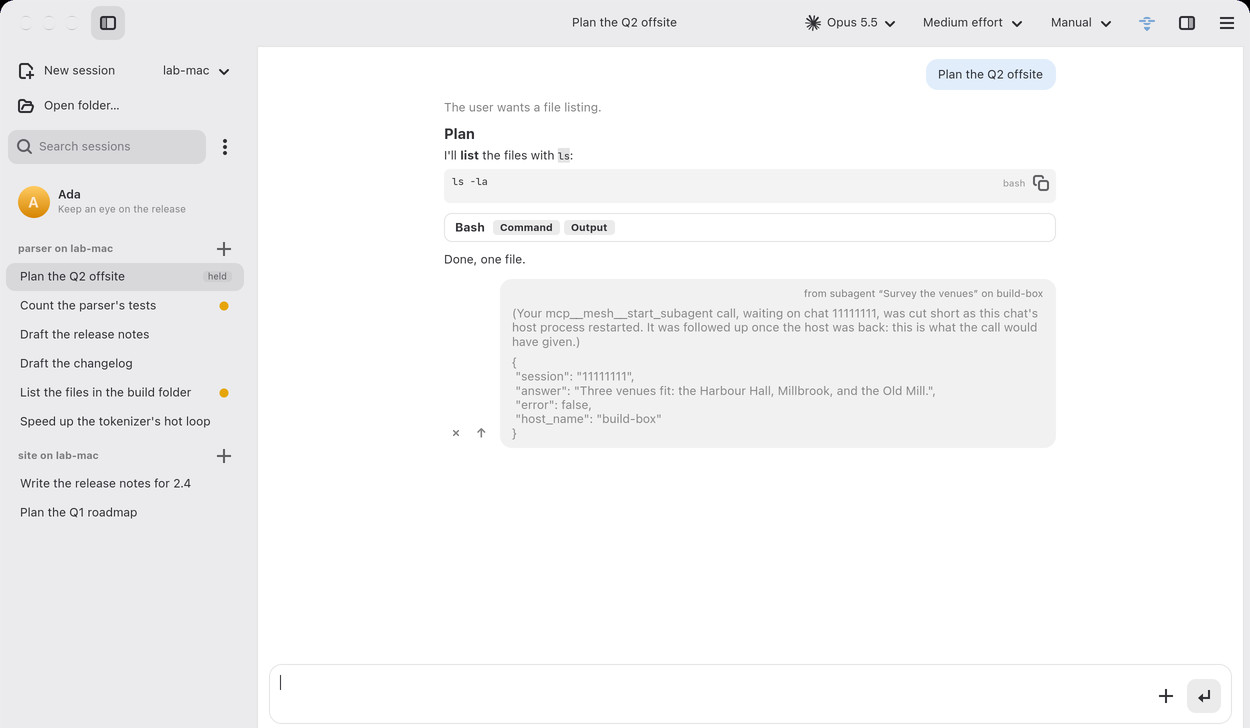 Plan the Q2 offsite
Opus 5.5
Medium effort
Manual
New session
lab-mac
Open folder...
Search sessions
A
Ada
Keep an eye on the release
parser on lab-mac
Plan the Q2 offsite
held
Count the parser's tests
Draft the release notes
Draft the changelog
List the files in the build folder
Speed up the tokenizer's hot loop
site on lab-mac
Write the release notes for 2.4
Plan the Q1 roadmap
Plan the Q2 offsite
The user wants a file listing.
Plan
I'll list the files with ls:
ls -la
bash
Bash Command Output
Done, one file.
from subagent “Survey the venues” on build-box
(Your mcp__mesh__start_subagent call, waiting on chat 11111111, was cut short as this chat's
host process restarted. It was followed up once the host was back: this is what the call would
have given.)
{
"session": "11111111",
"answer": "Three venues fit: the Harbour Hall, Millbrook, and the Old Mill.",
"error": false,
"host_name": "build-box"
}